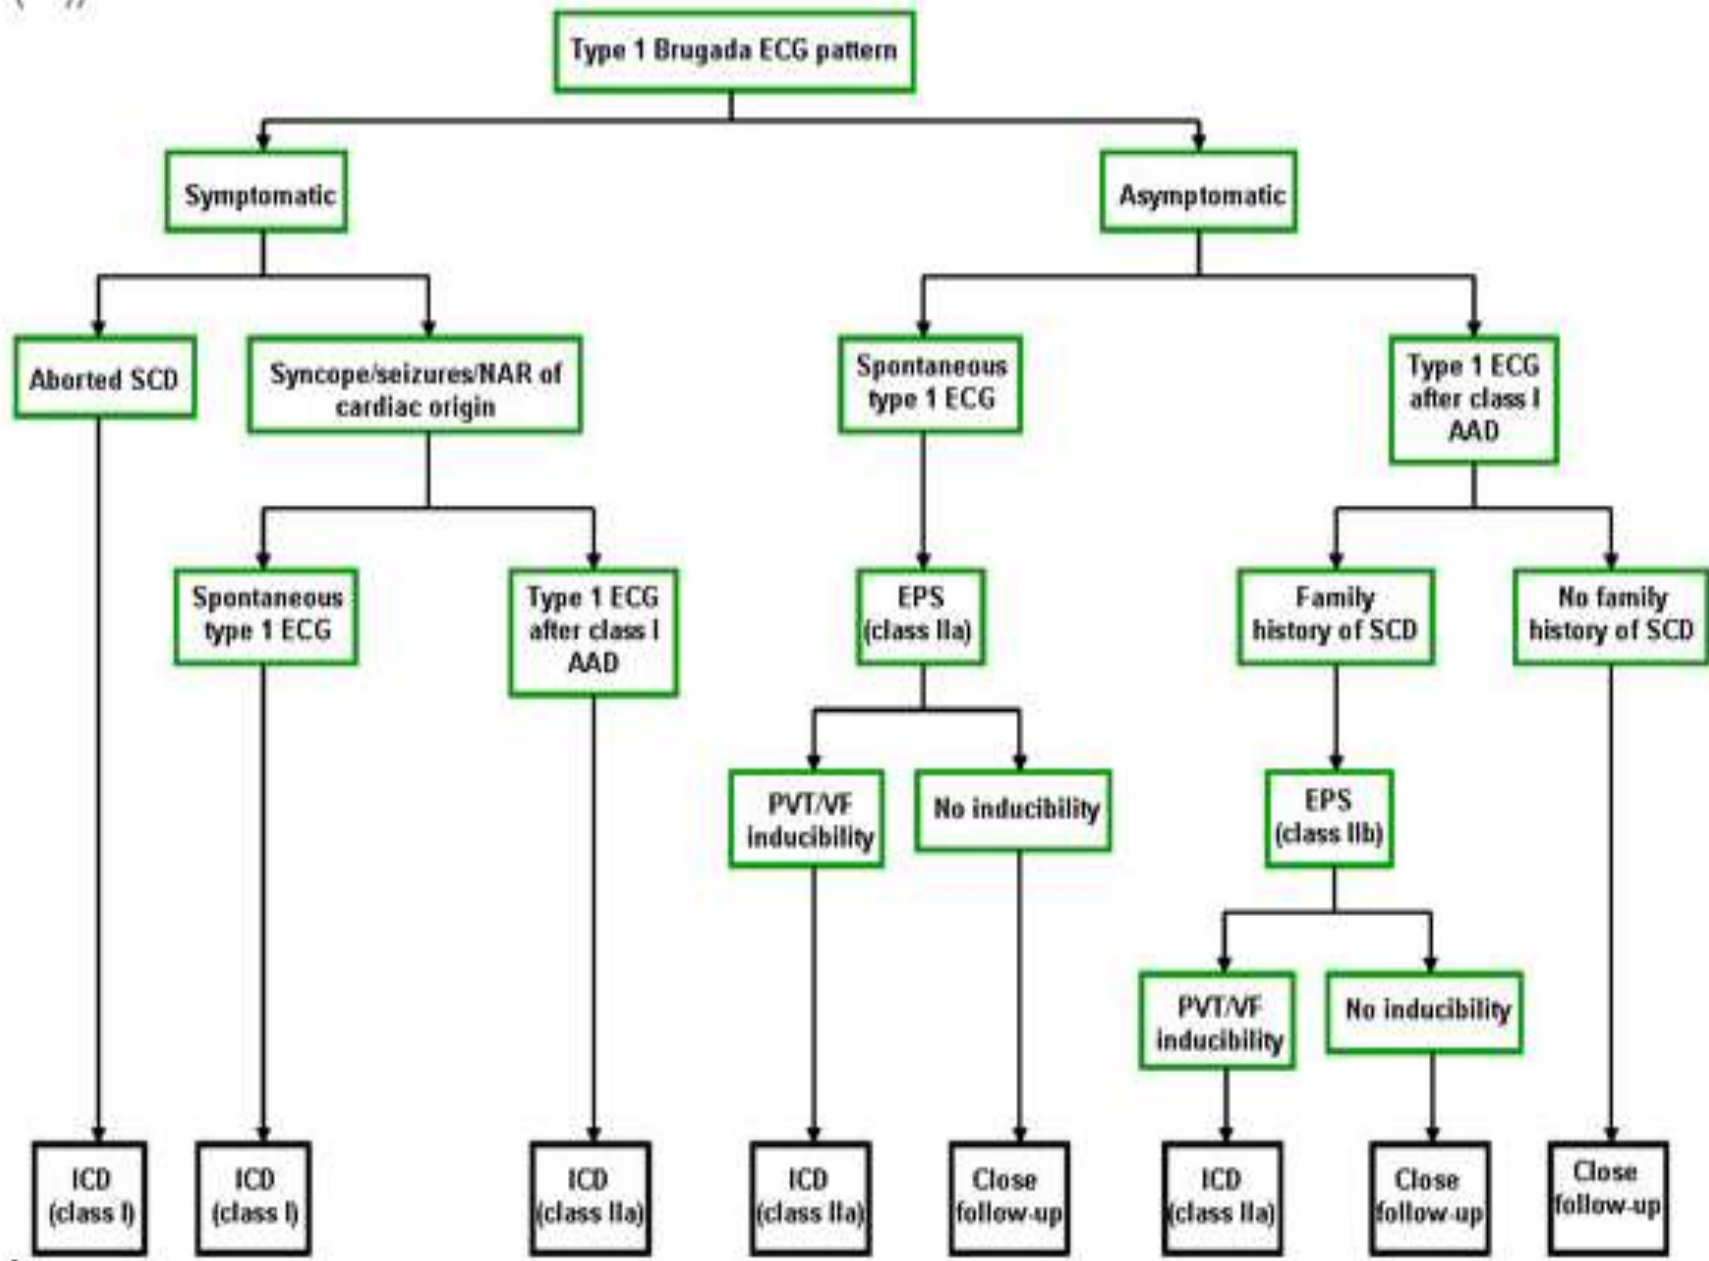 Type 1 Brugada ECG pattern
Symptomatic
Asymptomatic
Aborted SCD
Syncope/seizures/NAR of
cardiac origin
Spontaneous
type 1 ECG
Type 1 ECG
after class I
AAD
Spontaneous
type 1 ECG
Type 1 ECG
after class I
AAD
EPS
(class IIa)
Family
history of SCD
No family
history of SCD
PVT/VF
inducibility
No inducibility
EPS
(class IIb)
PVT/VF
inducibility
No inducibility
ICD
(class I)
ICD
(class I)
ICD
(class IIa)
ICD
(class IIa)
Close
follow-up
ICD
(class IIa)
Close
follow-up
Close
follow-up